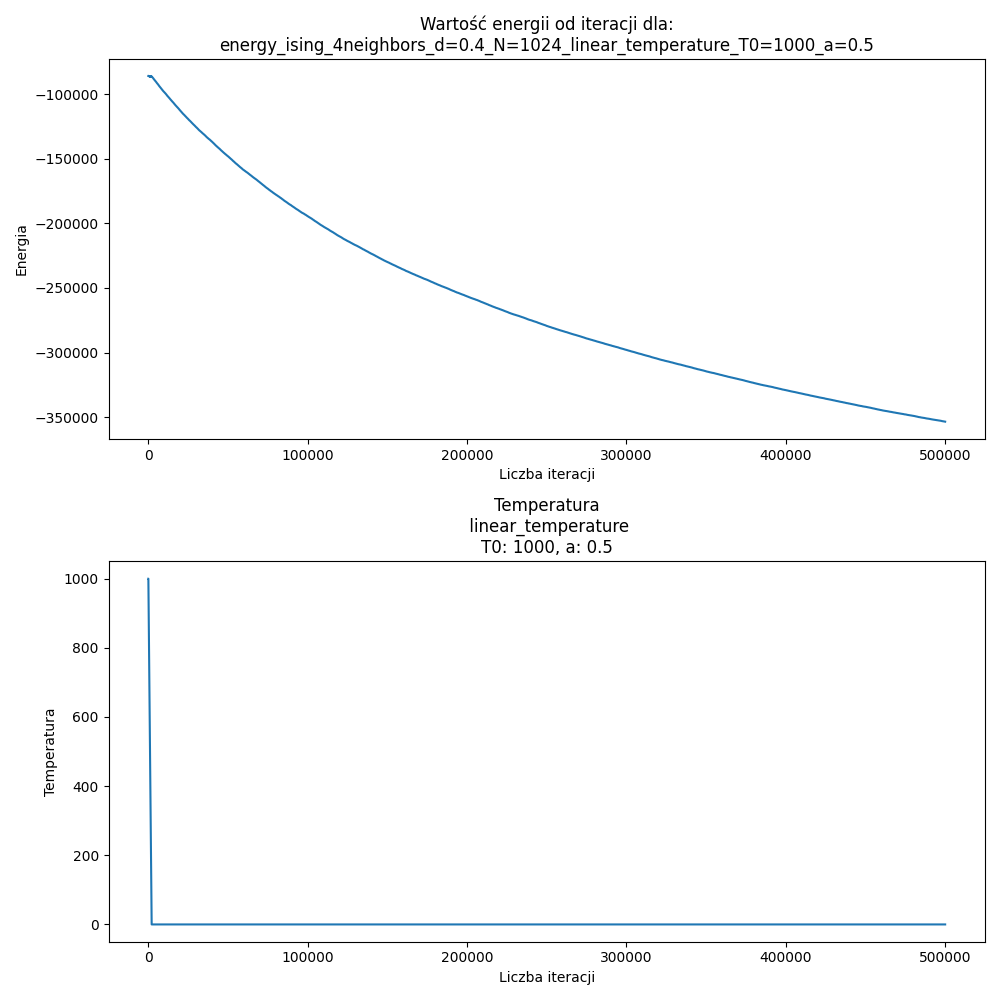 Wartość energii od iteracji dla:
energy_ising_4neighbors_d=0.4_N=1024_linear_temperature_T0=1000_a=0.5
−100000
−150000
−200000
−250000
−300000
−350000
Energia
0 100000 200000 300000 400000 500000
Liczba iteracji
Temperatura
linear_temperature
T0: 1000, a: 0.5
1000
800
600
400
200
0
Temperatura
0 100000 200000 300000 400000 500000
Liczba iteracji